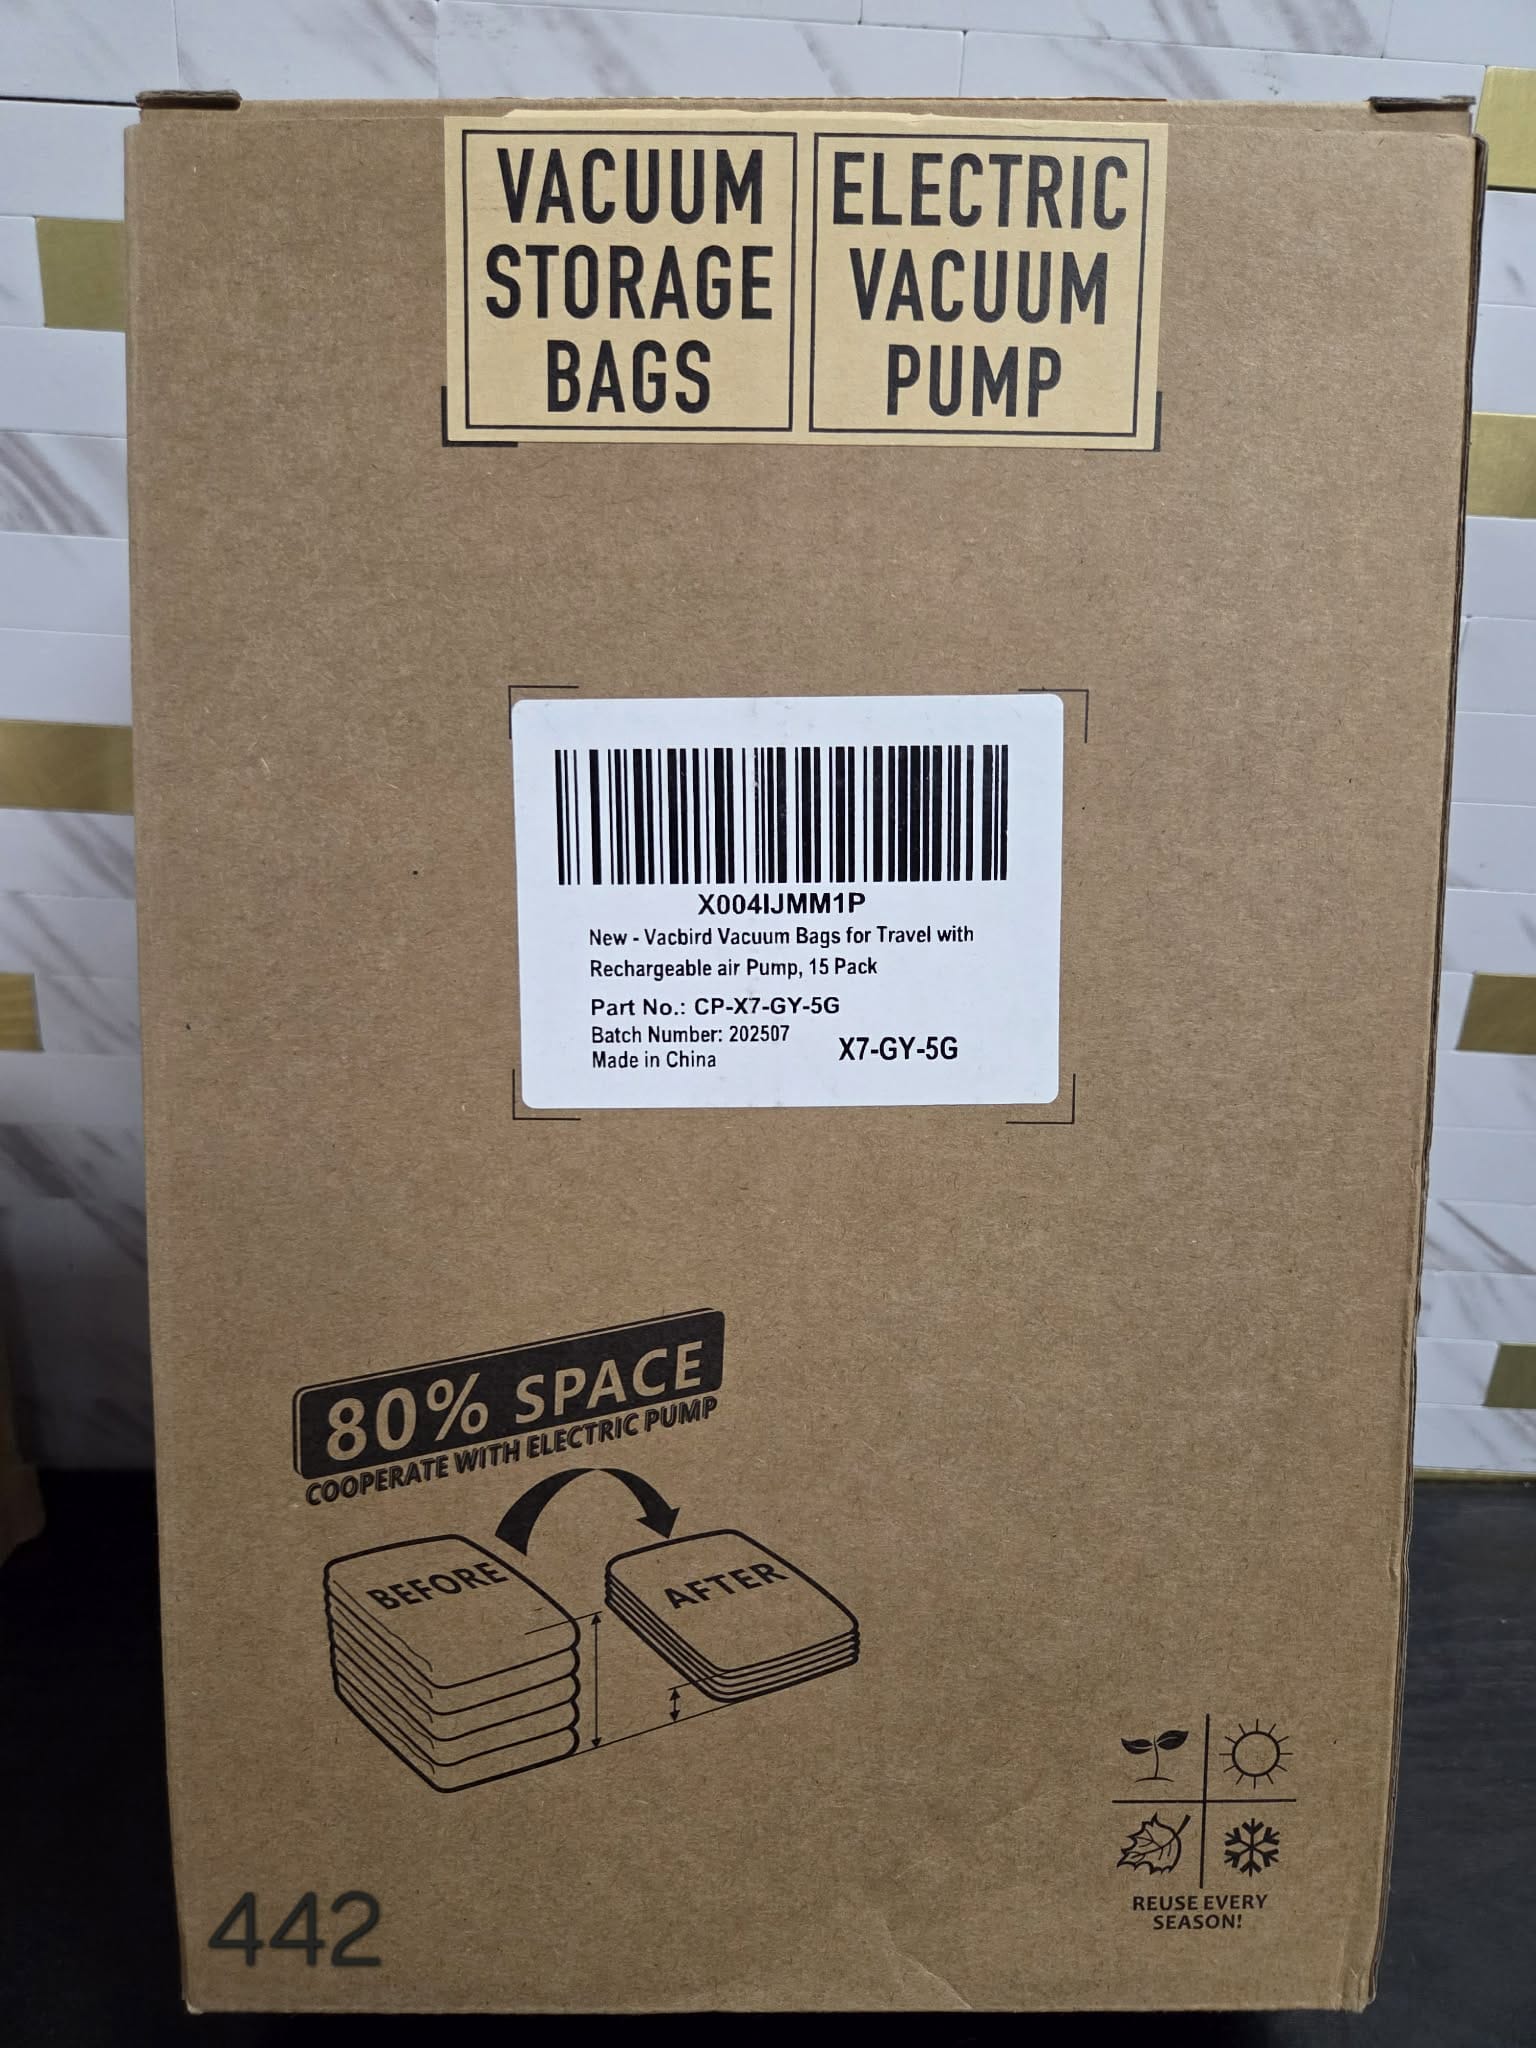 VACUUM
STORAGE
BAGS
ELECTRIC
VACUUM
PUMP
X004IJMM1P
New - Vacbird Vacuum Bags for Travel with
Rechargeable air Pump, 15 Pack
Part No.: CP-X7-GY-5G
Batch Number: 202507
Made in China
X7-GY-5G
80% SPACE
COOPERATE WITH ELECTRIC PUMP
BEFORE
AFTER
REUSE EVERY
SEASON!
442